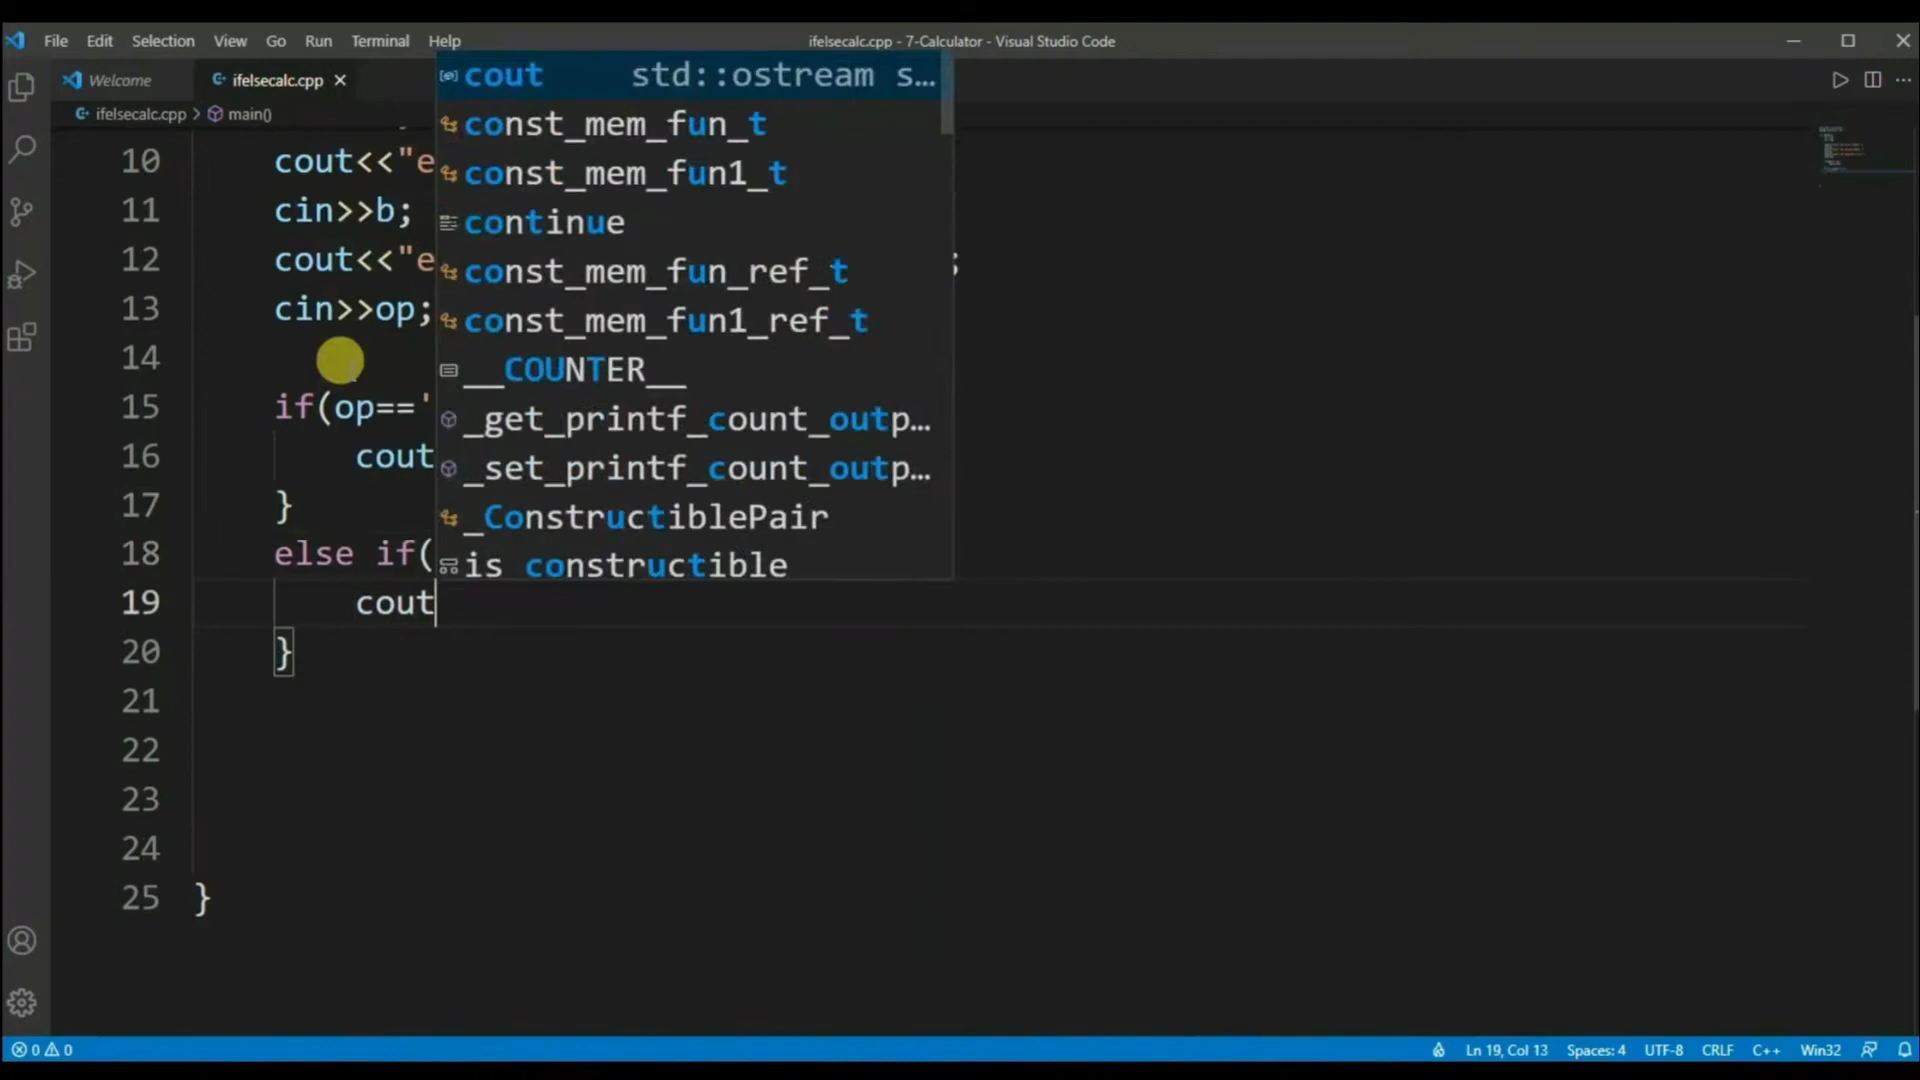 File Edit Selection View Go Run Terminal Help
ifelsecalc.cpp - 7-Calculator - Visual Studio Code
Welcome ifelsecalc.cpp
ifelsecalc.cpp > main()
10 cout<<"e
11 cin>>b;
12 cout<<"e ;
13 cin>>op;
14
15 if(op=='
16 cout
17 }
18 else if(
19 cout
20 }
21
22
23
24
25 }
cout std::ostream s…
const_mem_fun_t
const_mem_fun1_t
continue
const_mem_fun_ref_t
const_mem_fun1_ref_t
__COUNTER__
_get_printf_count_outp…
_set_printf_count_outp…
_ConstructiblePair
is constructible
0 0 Ln 19, Col 13 Spaces: 4 UTF-8 CRLF C++ Win32